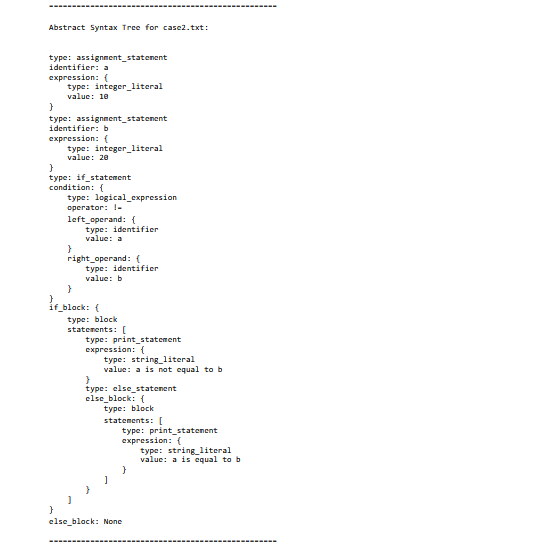 --------------------------------------------------
Abstract Syntax Tree for case2.txt:
type: assignment_statement
identifier: a
expression: {
    type: integer_literal
    value: 10
}
type: assignment_statement
identifier: b
expression: {
    type: integer_literal
    value: 20
}
type: if_statement
condition: {
    type: logical_expression
    operator: !=
    left_operand: {
        type: identifier
        value: a
    }
    right_operand: {
        type: identifier
        value: b
    }
}
if_block: {
    type: block
    statements: [
        type: print_statement
        expression: {
            type: string_literal
            value: a is not equal to b
        }
        type: else_statement
        else_block: {
            type: block
            statements: [
                type: print_statement
                expression: {
                    type: string_literal
                    value: a is equal to b
                }
            ]
        }
    ]
}
else_block: None
--------------------------------------------------